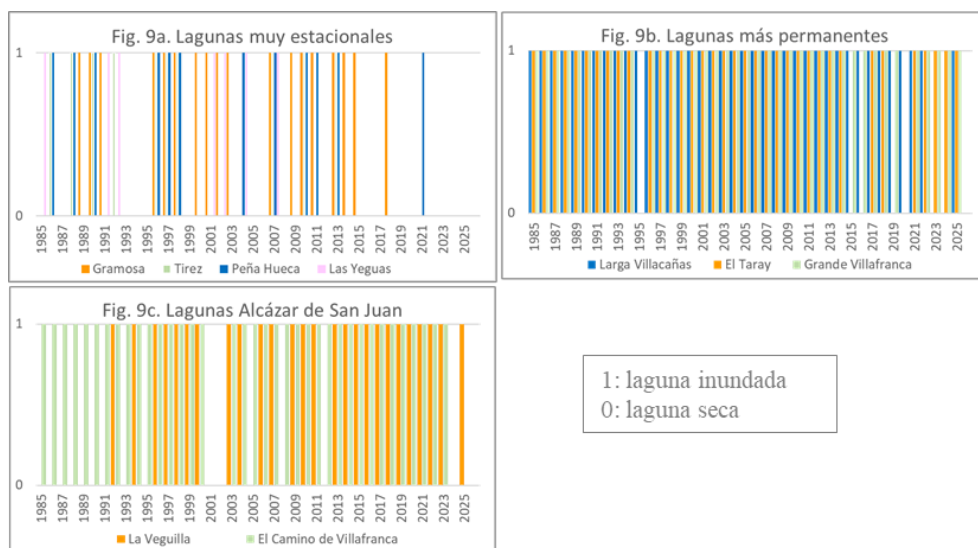 Fig. 9a. Lagunas muy estacionales
1
0
1985 1987 1989 1991 1993 1995 1997 1999 2001 2003 2005 2007 2009 2011 2013 2015 2017 2019 2021 2023 2025
Gramosa Tirez Peña Hueca Las Yeguas
Fig. 9b. Lagunas más permanentes
1
0
1985 1987 1989 1991 1993 1995 1997 1999 2001 2003 2005 2007 2009 2011 2013 2015 2017 2019 2021 2023 2025
Larga Villacañas El Taray Grande Villafranca
Fig. 9c. Lagunas Alcázar de San Juan
1
0
1985 1987 1989 1991 1993 1995 1997 1999 2001 2003 2005 2007 2009 2011 2013 2015 2017 2019 2021 2023 2025
La Veguilla El Camino de Villafranca
1: laguna inundada
0: laguna seca